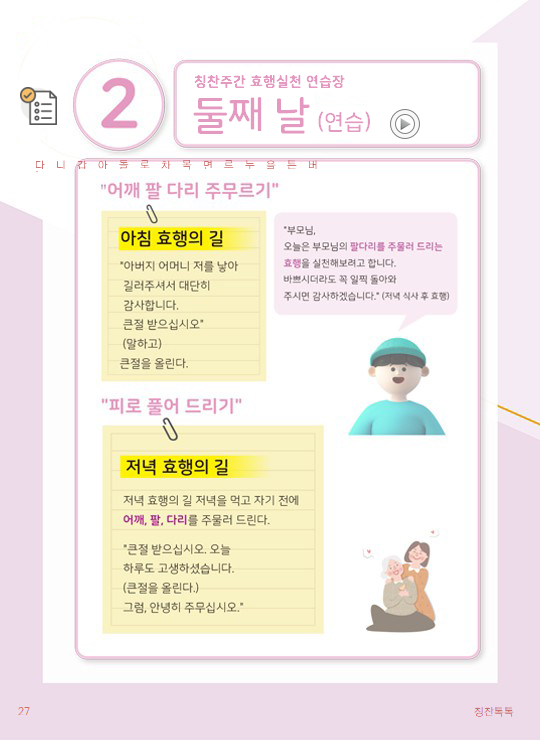 칭찬주간 효행실천 연습장
2
둘째 날 (연습)
버 튼 을 누 르 면 목 차 로 돌 아 갑 니 다
.
"어깨 팔 다리 주무르기"
아침 효행의 길
"아버지 어머니 저를 낳아
길러주셔서 대단히
감사합니다.
큰절 받으십시오"
(말하고)
큰절을 올린다.
"부모님,
오늘은 부모님의 팔다리를 주물러 드리는
효행을 실천해보려고 합니다.
바쁘시더라도 꼭 일찍 돌아와
주시면 감사하겠습니다." (저녁 식사 후 효행)
"피로 풀어 드리기"
저녁 효행의 길
저녁 효행의 길 저녁을 먹고 자기 전에
어깨, 팔, 다리를 주물러 드린다.
"큰절 받으십시오. 오늘
하루도 고생하셨습니다.
(큰절을 올린다.)
그럼, 안녕히 주무십시오."
27
칭찬톡톡